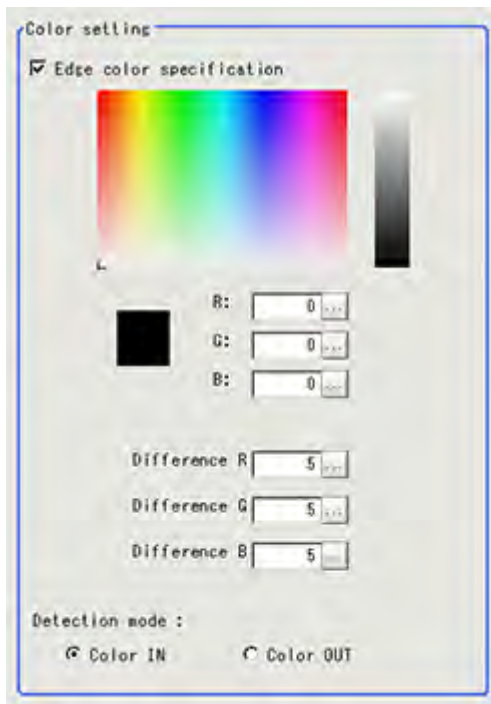 Color setting
Edge color specification
R: 0 ...
G: 0 ...
B: 0 ...
Difference R 5 ...
Difference G 5 ...
Difference B 5 ...
Detection mode :
Color IN Color OUT